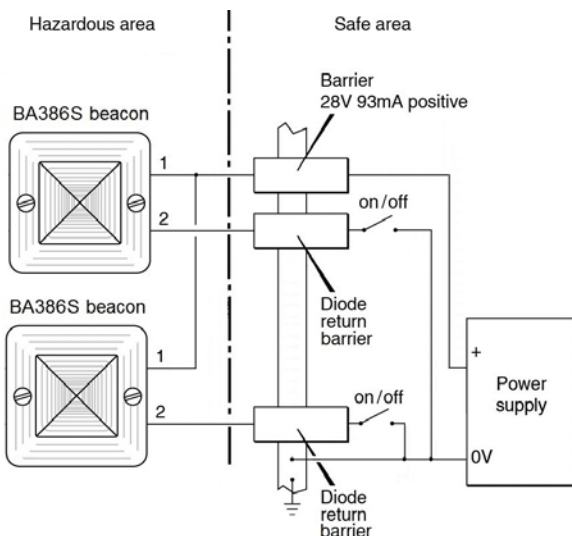 Hazardous area
Safe area
Barrier
28V 93mA positive
BA386S beacon
1
on/off
2
Diode
return
barrier
BA386S beacon
1
on/off
2
+
Power
supply
0V
Diode
return
barrier